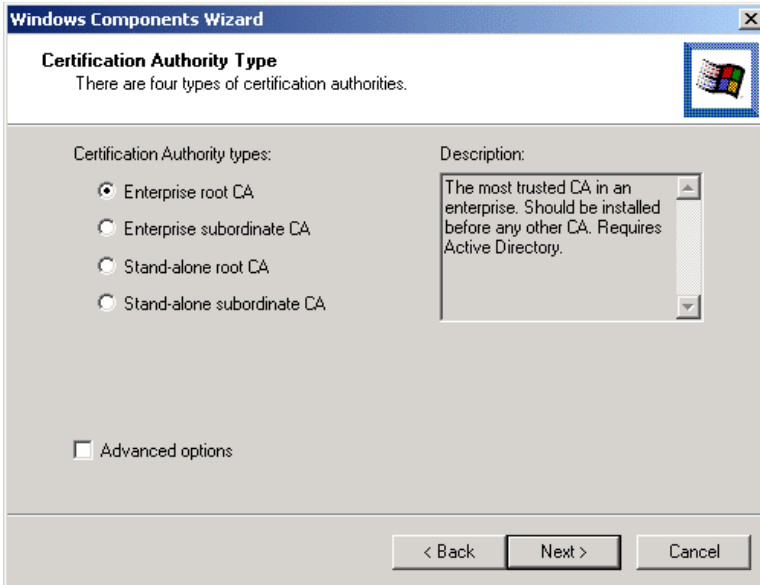 Windows Components Wizard
Certification Authority Type
There are four types of certification authorities.
Certification Authority types:
Enterprise root CA
Enterprise subordinate CA
Stand-alone root CA
Stand-alone subordinate CA
Description:
The most trusted CA in an
enterprise. Should be installed
before any other CA. Requires
Active Directory.
Advanced options
< Back
Next >
Cancel